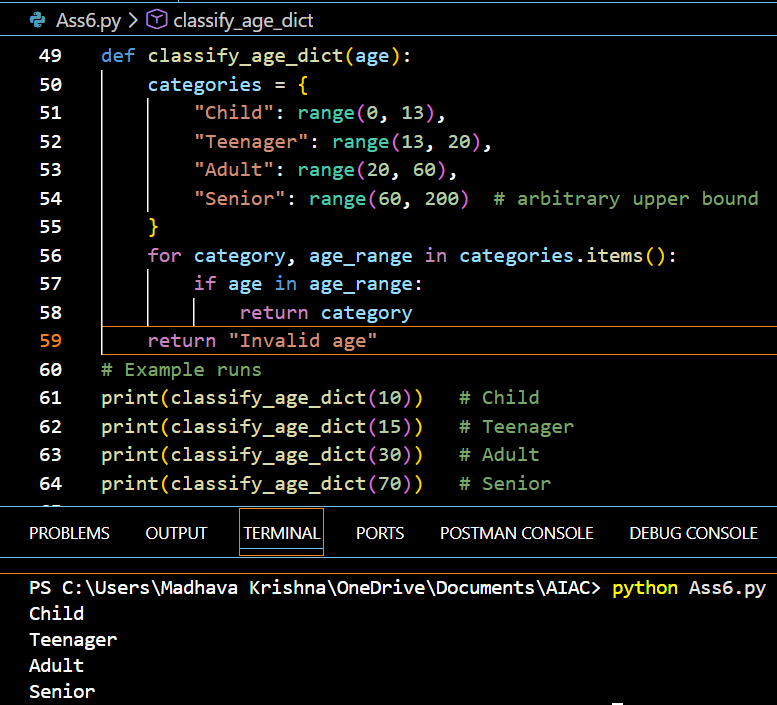 Ass6.py > classify_age_dict
49 def classify_age_dict(age):
50     categories = {
51         "Child": range(0, 13),
52         "Teenager": range(13, 20),
53         "Adult": range(20, 60),
54         "Senior": range(60, 200)  # arbitrary upper bound
55     }
56     for category, age_range in categories.items():
57         if age in age_range:
58             return category
59     return "Invalid age"
60 # Example runs
61 print(classify_age_dict(10))   # Child
62 print(classify_age_dict(15))   # Teenager
63 print(classify_age_dict(30))   # Adult
64 print(classify_age_dict(70))   # Senior
PROBLEMS OUTPUT TERMINAL PORTS POSTMAN CONSOLE DEBUG CONSOLE
PS C:\Users\Madhava Krishna\OneDrive\Documents\AIAC> python Ass6.py
Child
Teenager
Adult
Senior